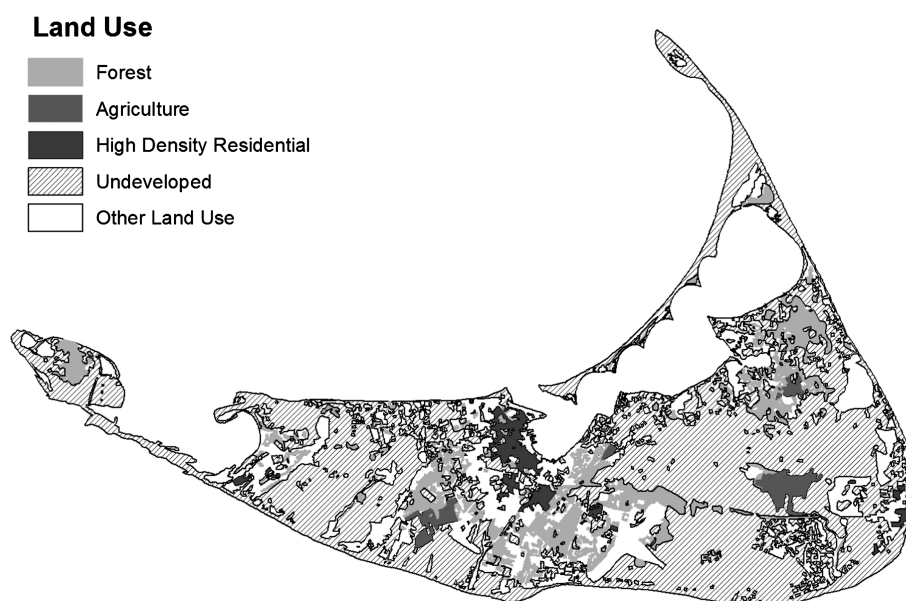 Land Use
Forest
Agriculture
High Density Residential
Undeveloped
Other Land Use